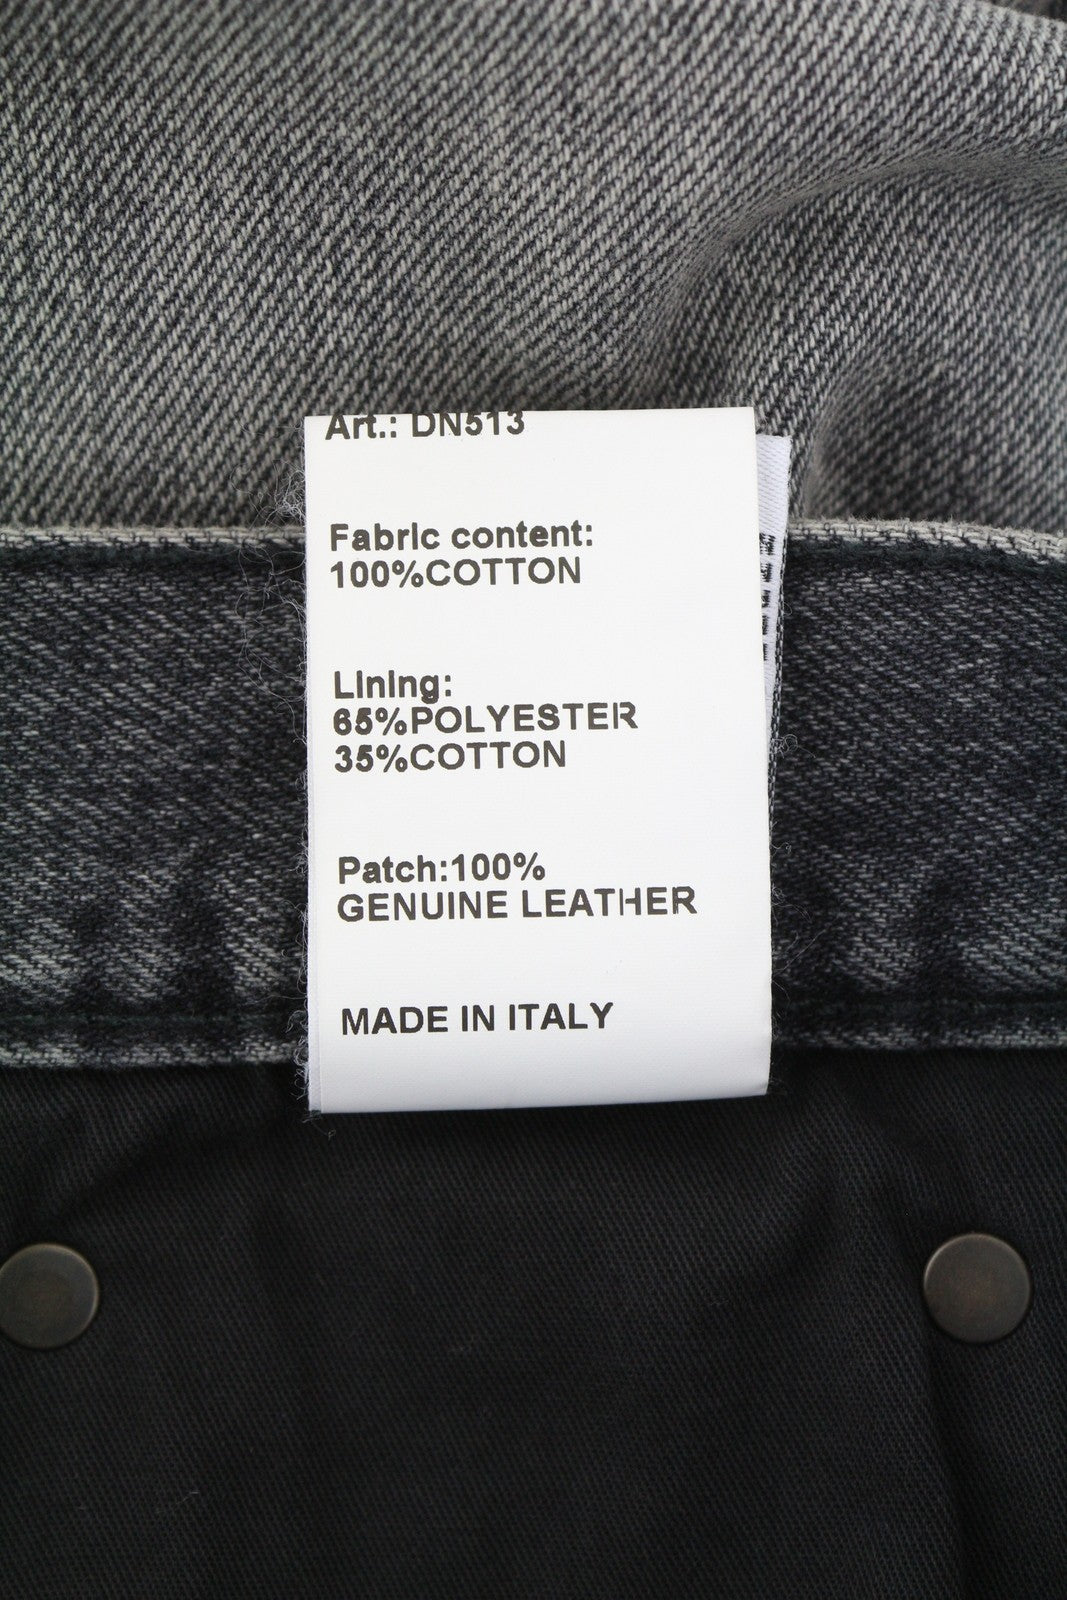 Art.: DN513
Fabric content:
100%COTTON
Lining:
65%POLYESTER
35%COTTON
Patch:100%
GENUINE LEATHER
MADE IN ITALY